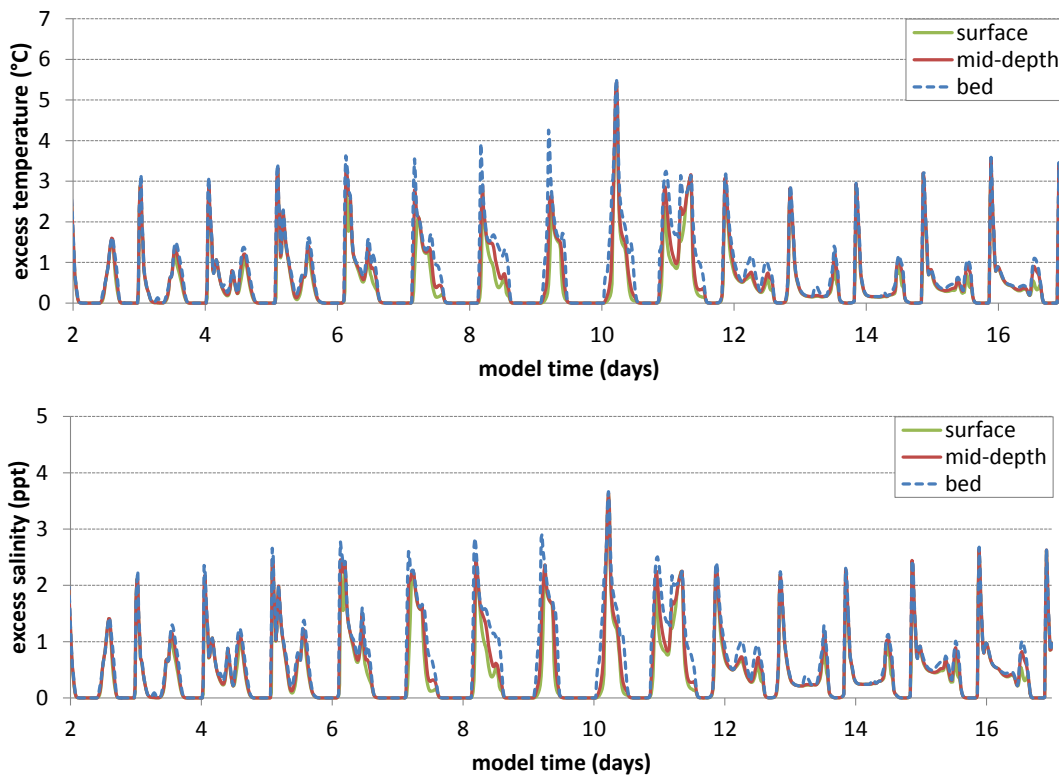 7
6
5
4
3
2
1
0
excess temperature (°C)
surface
mid-depth
bed
2 4 6 8 10 12 14 16
model time (days)
5
4
3
2
1
0
excess salinity (ppt)
surface
mid-depth
bed
2 4 6 8 10 12 14 16
model time (days)